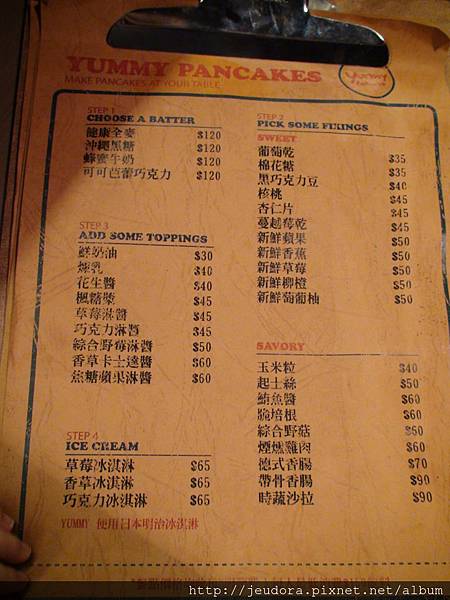 YUMMY PANCAKES
MAKE PANCAKES AT YOUR TABLE
yummy
STEP 1
CHOOSE A BATTER
健康全麥 $120
沖繩黑糖 $120
蜂蜜牛奶 $120
可可芭蕾巧克力 $120
STEP 3
ADD SOME TOPPINGS
鮮奶油 $30
煉乳 $40
花生醬 $40
楓糖漿 $45
草莓淋醬 $45
巧克力淋醬 $45
綜合野莓淋醬 $50
香草卡士達醬 $60
焦糖蘋果淋醬 $60
STEP 4
ICE CREAM
草莓冰淇淋 $65
香草冰淇淋 $65
巧克力冰淇淋 $65
YUMMY 使用日本明治冰淇淋
STEP 2
PICK SOME FIXINGS
SWEET
葡萄乾 $35
棉花糖 $35
黑巧克力豆 $40
核桃 $45
杏仁片 $45
蔓越莓乾 $45
新鮮蘋果 $50
新鮮香蕉 $50
新鮮草莓 $50
新鮮柳橙 $50
新鮮葡萄柚 $50
SAVORY
玉米粒 $40
起士絲 $50
鮪魚醬 $60
脆培根 $60
綜合野菇 $60
煙燻雞肉 $60
德式香腸 $70
帶骨香腸 $90
時蔬沙拉 $90
http://jeudora.pixnet.net/album